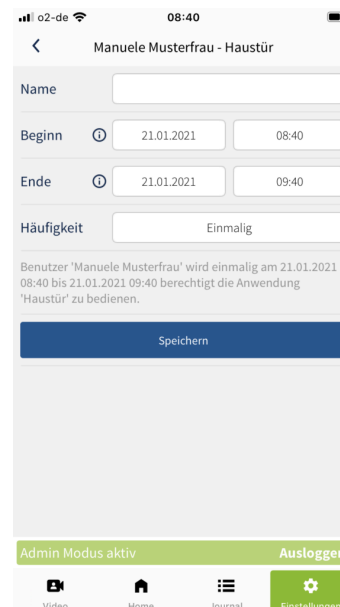 o2-de 08:40
Manuele Musterfrau - Haustür
Name
Beginn 21.01.2021 08:40
Ende 21.01.2021 09:40
Häufigkeit Einmalig
Benutzer 'Manuele Musterfrau' wird einmalig am 21.01.2021
08:40 bis 21.01.2021 09:40 berechtigt die Anwendung
'Haustür' zu bedienen.
Speichern
Admin Modus aktiv Auslogger
Video Home Journal Einstellungen